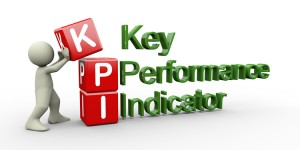 K Key
P Performance
I Indicator